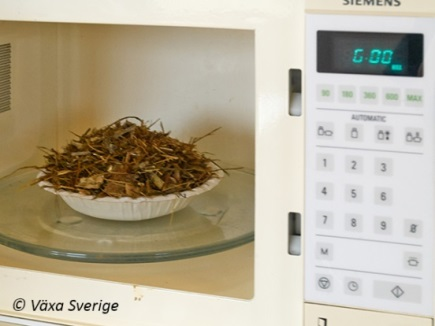 SIEMENS
6:00
90 180 360 600 MAX
AUTOMATIC
1 2 3
4 5 6
7 8 9
M
© Växa Sverige